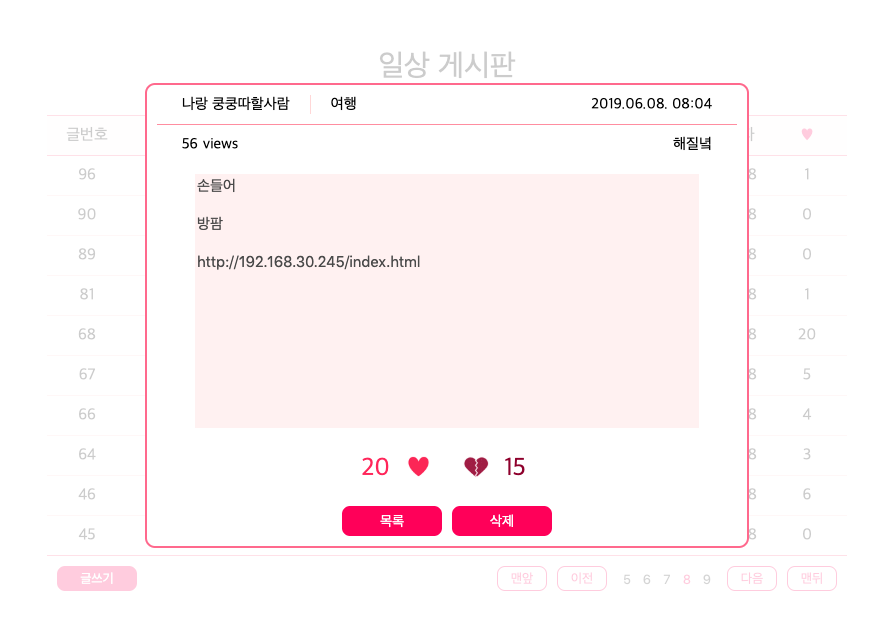 일상 게시판
나랑 쿵쿵따할사람 여행 2019.06.08. 08:04
56 views 해질녘
손들어
방팜
http://192.168.30.245/index.html
20 15
목록 삭제
글번호
96 8 1
90 8 0
89 8 0
81 8 1
68 8 20
67 8 5
66 8 4
64 8 3
46 8 6
45 8 0
글쓰기 맨앞 이전 5 6 7 8 9 다음 맨뒤